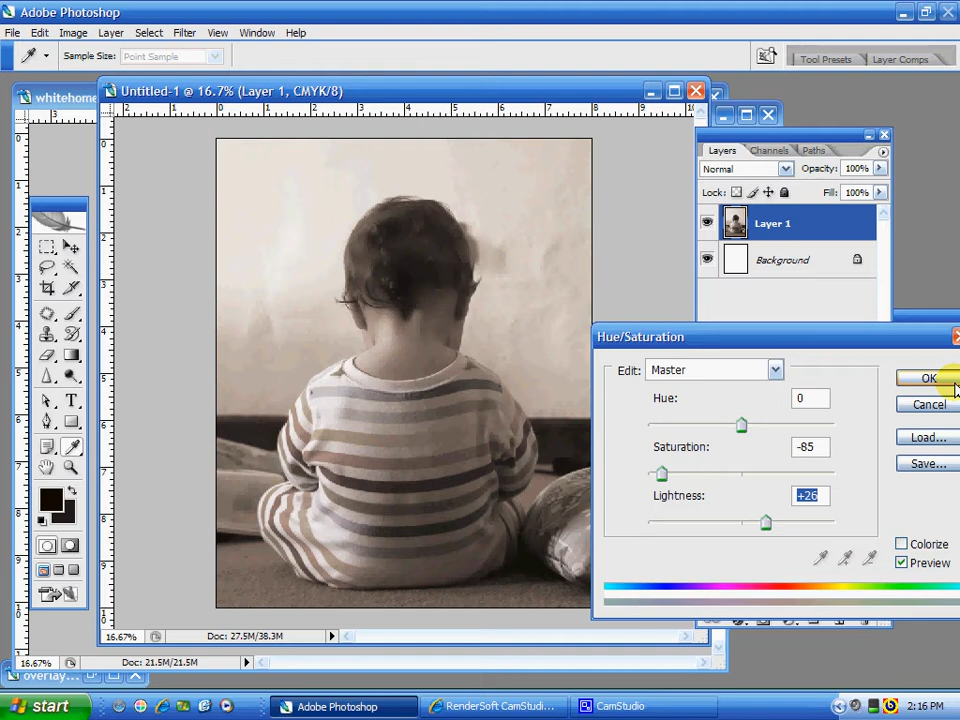 Adobe Photoshop
File Edit Image Layer Select Filter View Window Help
Sample Size: Point Sample
Tool Presets Layer Comps
whitehome
Untitled-1 @ 16.7% (Layer 1, CMYK/8)
Layers Channels Paths
Normal Opacity: 100%
Lock: Fill: 100%
Layer 1
Background
Hue/Saturation
Edit: Master
Hue: 0
Saturation: -85
Lightness: +26
OK
Cancel
Load...
Save...
Colorize
Preview
16.67% Doc: 27.5M/38.3M
16.67% Doc: 21.5M/21.5M
overlay
start Adobe Photoshop RenderSoft CamStudi... CamStudio 2:16 PM